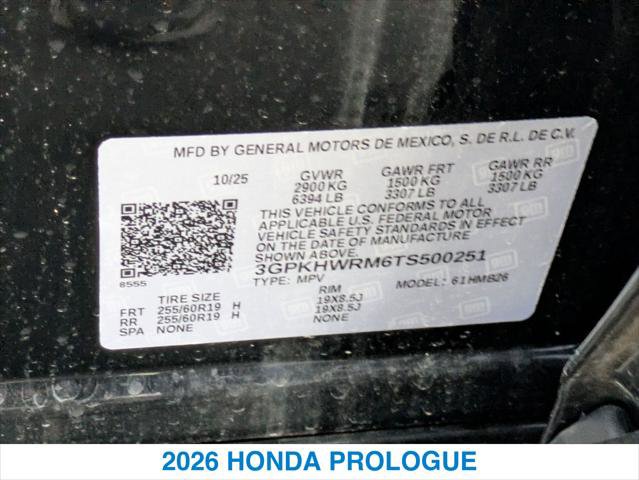 MFD BY GENERAL MOTORS DE MEXICO, S. DE R.L. DE C.V.
10/25 GVWR GAWR FRT GAWR RR
2900 KG 1500 KG 1500 KG
6394 LB 3307 LB 3307 LB
THIS VEHICLE CONFORMS TO ALL
APPLICABLE U.S. FEDERAL MOTOR
VEHICLE SAFETY STANDARDS IN EFFECT
ON THE DATE OF MANUFACTURE
SHOWN ABOVE.
3GPKHWRM6TS500251
8555 TYPE: MPV MODEL: 61HMB26
TIRE SIZE RIM
FRT 255/60R19 H 19X8.5J
RR 255/60R19 H 19X8.5J
SPA NONE NONE
2026 HONDA PROLOGUE